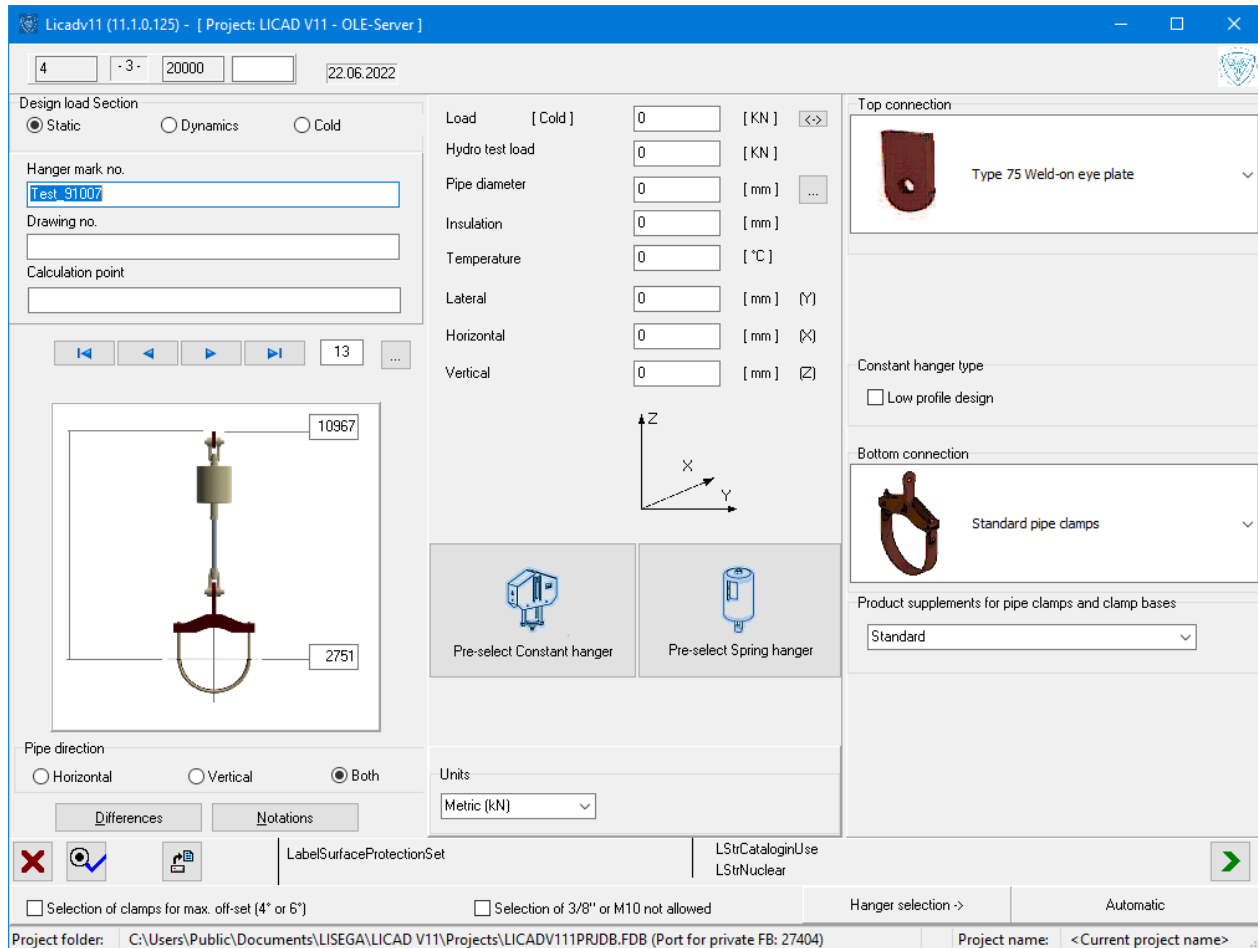 Licadv11 (11.1.0.125) - [ Project: LICAD V11 - OLE-Server ]
4 - 3 - 20000 22.06.2022
Design load Section
Static Dynamics Cold
Hanger mark no.
Test_91007
Drawing no.
Calculation point
13 ...
10967
2751
Pipe direction
Horizontal Vertical Both
Differences Notations
Load [ Cold ] 0 [ KN ] <->
Hydro test load 0 [ KN ]
Pipe diameter 0 [ mm ] ...
Insulation 0 [ mm ]
Temperature 0 [ °C ]
Lateral 0 [ mm ] (Y)
Horizontal 0 [ mm ] (X)
Vertical 0 [ mm ] (Z)
Z
X
Y
Pre-select Constant hanger Pre-select Spring hanger
Units
Metric (kN)
Top connection
Type 75 Weld-on eye plate
Constant hanger type
Low profile design
Bottom connection
Standard pipe clamps
Product supplements for pipe clamps and clamp bases
Standard
LabelSurfaceProtectionSet
LStrCataloginUse
LStrNuclear
Selection of clamps for max. off-set (4° or 6°) Selection of 3/8" or M10 not allowed Hanger selection -> Automatic
Project folder: C:\Users\Public\Documents\LISEGA\LICAD V11\Projects\LICADV111PRJDB.FDB (Port for private FB: 27404) Project name: <Current project name>